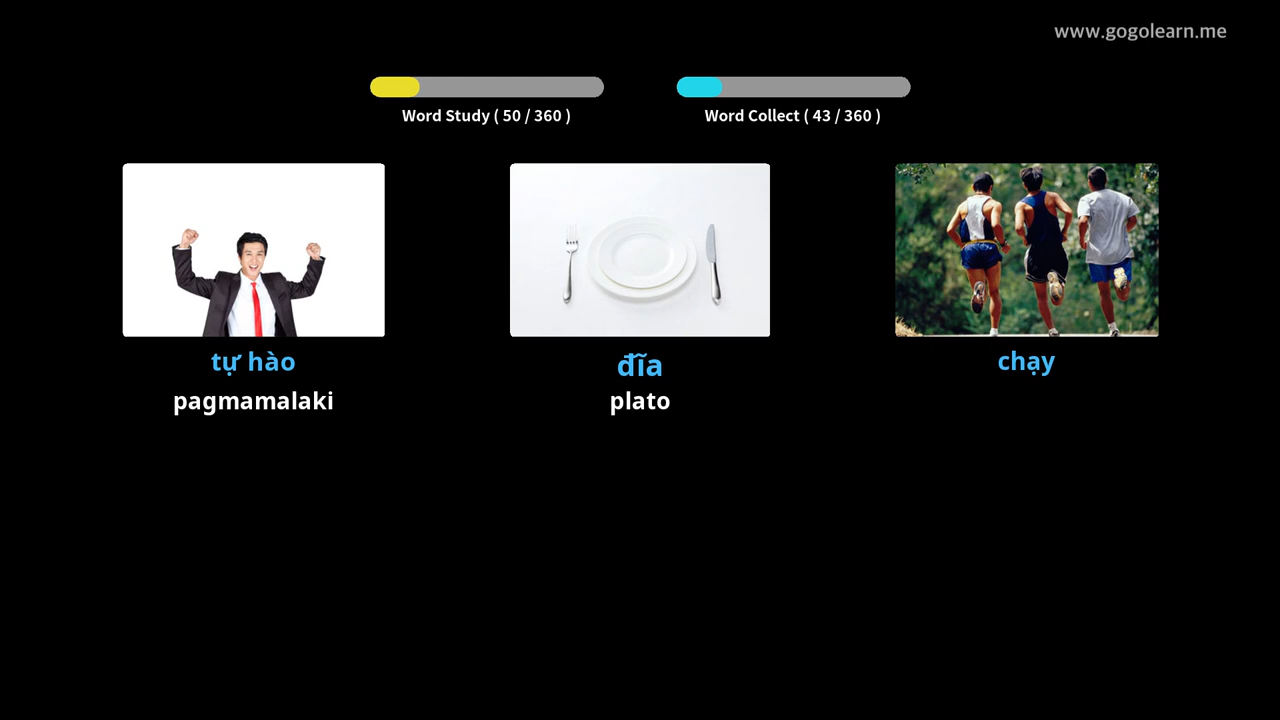 www.gogolearn.me
Word Study ( 50 / 360 )
Word Collect ( 43 / 360 )
tự hào
pagmamalaki
đĩa
plato
chạy